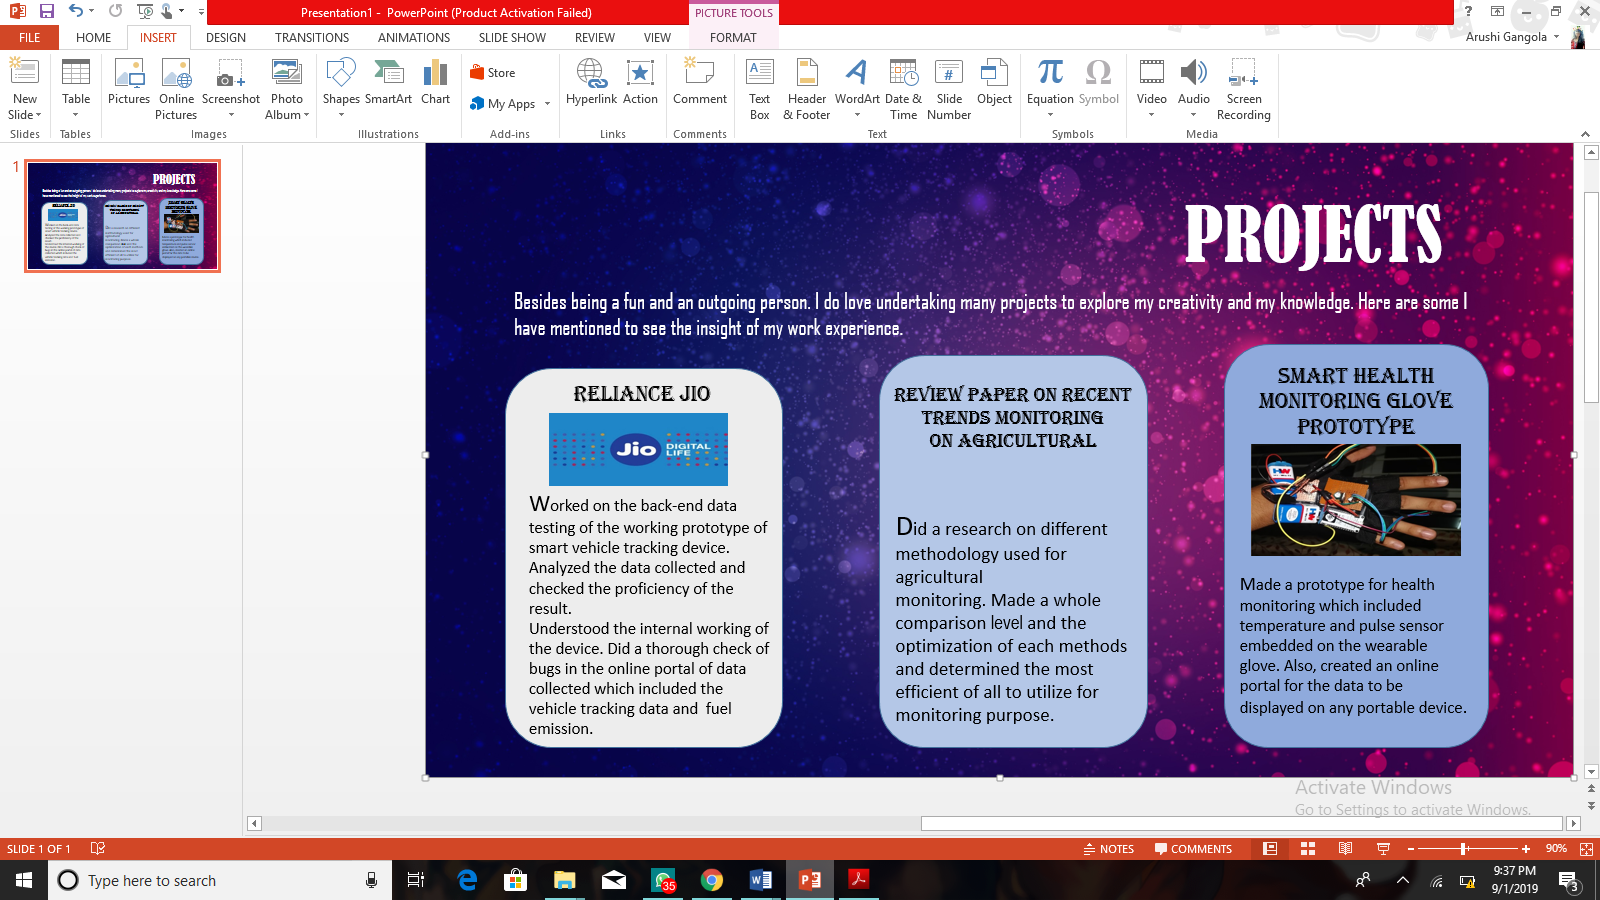 Presentation1 - PowerPoint (Product Activation Failed)
PICTURE TOOLS
?
FILE HOME INSERT DESIGN TRANSITIONS ANIMATIONS SLIDE SHOW REVIEW VIEW FORMAT
Arushi Gangola
New Slide
Table
Pictures
Online Pictures
Screenshot
Photo Album
Shapes
SmartArt
Chart
Store
My Apps
Hyperlink
Action
Comment
Text Box
Header & Footer
WordArt
Date & Time
Slide Number
Object
Equation
Symbol
Video
Audio
Screen Recording
Slides Tables Images Illustrations Add-ins Links Comments Text Symbols Media
1
PROJECTS
Besides being a fun and an outgoing person. I do love undertaking many projects to explore my creativity and my knowledge. Here are some I
have mentioned to see the insight of my work experience.
RELIANCE JIO
Jio
DIGITAL
LIFE
Worked on the back-end data
testing of the working prototype of
smart vehicle tracking device.
Analyzed the data collected and
checked the proficiency of the
result.
Understood the internal working of
the device. Did a thorough check of
bugs in the online portal of data
collected which included the
vehicle tracking data and  fuel
emission.
REVIEW PAPER ON RECENT
TRENDS MONITORING
ON AGRICULTURAL
Did a research on different
methodology used for
agricultural
monitoring. Made a whole
comparison level and the
optimization of each methods
and determined the most
efficient of all to utilize for
monitoring purpose.
SMART HEALTH
MONITORING GLOVE
PROTOTYPE
HW
HW
Made a prototype for health
monitoring which included
temperature and pulse sensor
embedded on the wearable
glove. Also, created an online
portal for the data to be
displayed on any portable device.
Activate Windows
Go to Settings to activate Windows.
SLIDE 1 OF 1
NOTES
COMMENTS
90%
Type here to search
35
9:37 PM
9/1/2019
3